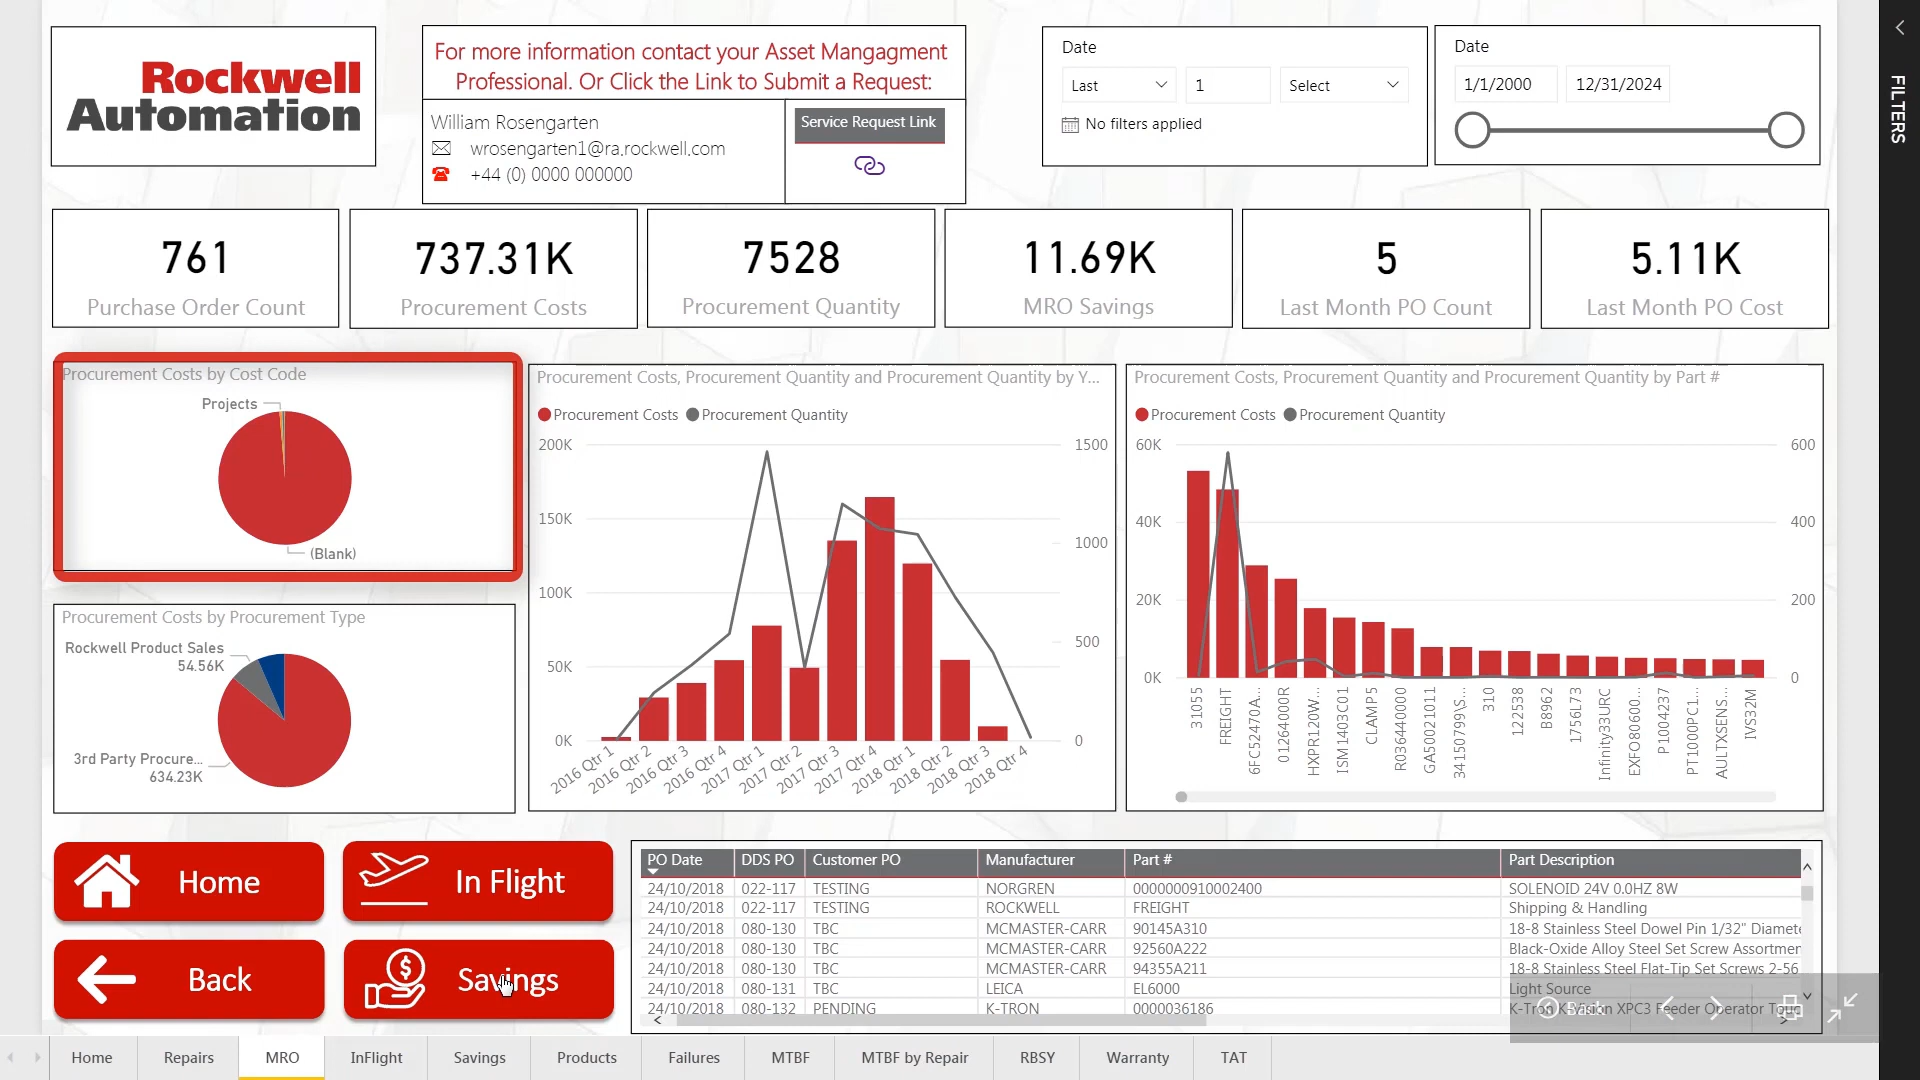 Rockwell
Automation
For more information contact your Asset Mangagment
Professional. Or Click the Link to Submit a Request:
William Rosengarten
wrosengarten1@ra.rockwell.com
+44 (0) 0000 000000
Service Request Link
Date
Last
1
Select
No filters applied
Date
1/1/2000
12/31/2024
FILTERS
761
Purchase Order Count
737.31K
Procurement Costs
7528
Procurement Quantity
11.69K
MRO Savings
5
Last Month PO Count
5.11K
Last Month PO Cost
Procurement Costs by Cost Code
Projects
(Blank)
Procurement Costs, Procurement Quantity and Procurement Quantity by Y...
Procurement Costs
Procurement Quantity
200K
150K
100K
50K
0K
1500
1000
500
0
2016 Qtr 1
2016 Qtr 2
2016 Qtr 3
2016 Qtr 4
2017 Qtr 1
2017 Qtr 2
2017 Qtr 3
2017 Qtr 4
2018 Qtr 1
2018 Qtr 2
2018 Qtr 3
2018 Qtr 4
Procurement Costs, Procurement Quantity and Procurement Quantity by Part #
Procurement Costs
Procurement Quantity
60K
40K
20K
0K
600
400
200
0
31055
FREIGHT
6FC52470A...
01264000R
HXPR120W...
ISM1403C01
CLAMP5
R036440000
GA50021011
34150799\S...
310
122538
B8962
1756L73
Infinity33URC
EXFO80600...
P1004237
PT1000PC1...
AULTXSENS...
IVS32M
Procurement Costs by Procurement Type
Rockwell Product Sales
54.56K
3rd Party Procure...
634.23K
Home
In Flight
Back
Savings
PO Date DDS PO Customer PO Manufacturer Part # Part Description
24/10/2018 022-117 TESTING NORGREN 0000000910002400 SOLENOID 24V 0.0HZ 8W
24/10/2018 022-117 TESTING ROCKWELL FREIGHT Shipping & Handling
24/10/2018 080-130 TBC MCMASTER-CARR 90145A310 18-8 Stainless Steel Dowel Pin 1/32" Diamete
24/10/2018 080-130 TBC MCMASTER-CARR 92560A222 Black-Oxide Alloy Steel Set Screw Assortmen
24/10/2018 080-130 TBC MCMASTER-CARR 94355A211 18-8 Stainless Steel Flat-Tip Set Screws 2-56
24/10/2018 080-131 TBC LEICA EL6000 Light Source
24/10/2018 080-132 PENDING K-TRON 0000036186 K-Tron K-Vision XPC3 Feeder Operator Touc
Back
Home
Repairs
MRO
InFlight
Savings
Products
Failures
MTBF
MTBF by Repair
RBSY
Warranty
TAT